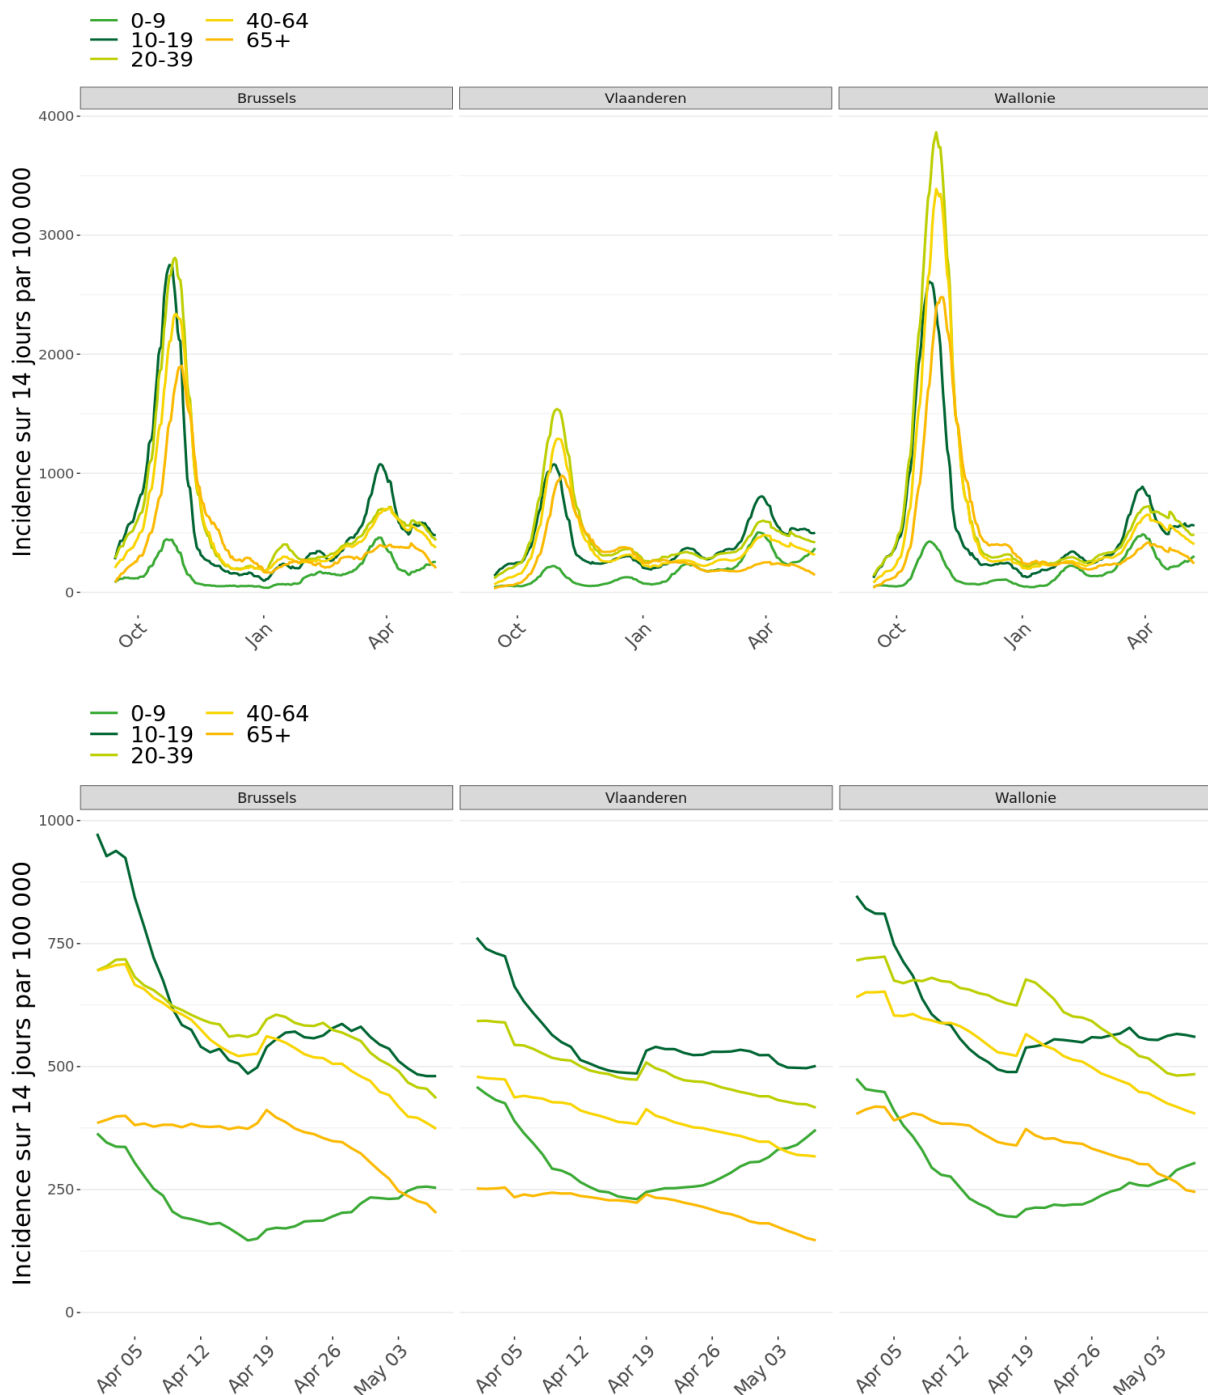 0-9 40-64
10-19 65+
20-39
Brussels Vlaanderen Wallonie
Incidence sur 14 jours par 100 000
4000
3000
2000
1000
0
Oct Jan Apr Oct Jan Apr Oct Jan Apr
0-9 40-64
10-19 65+
20-39
Brussels Vlaanderen Wallonie
Incidence sur 14 jours par 100 000
1000
750
500
250
0
Apr 05 Apr 12 Apr 19 Apr 26 May 03 Apr 05 Apr 12 Apr 19 Apr 26 May 03 Apr 05 Apr 12 Apr 19 Apr 26 May 03